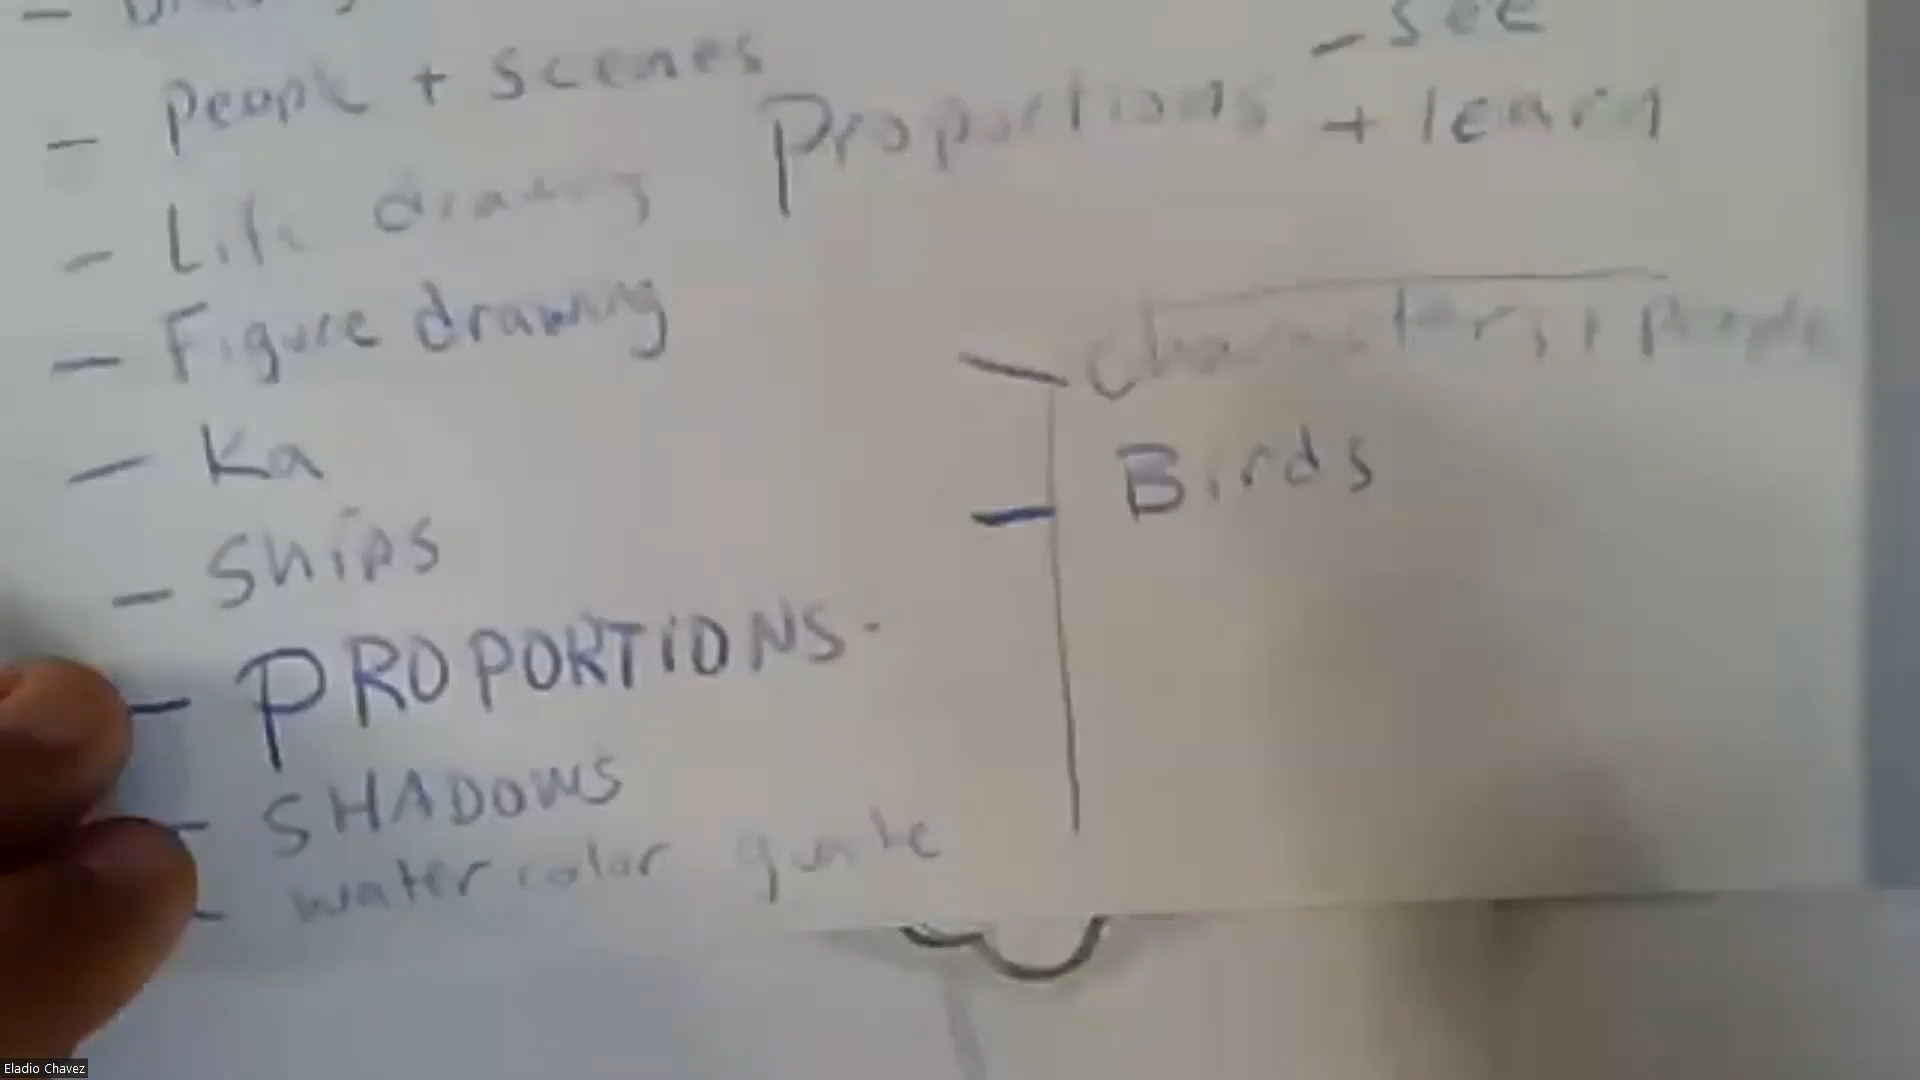 - People + scenes
- Life drawing
- Figure drawing
- Ka
- Ships
- PROPORTIONS.
- SHADOWS
watercolor
- see
Proportions + learn
- characters + people
- Birds
Eladio Chavez